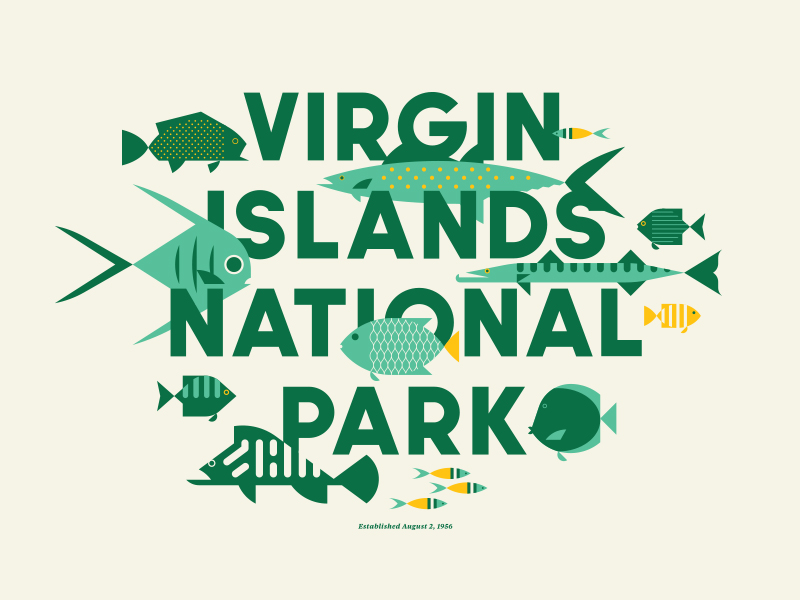 VIRGIN
ISLANDS
NATIONAL
PARK
Established August 2, 1956